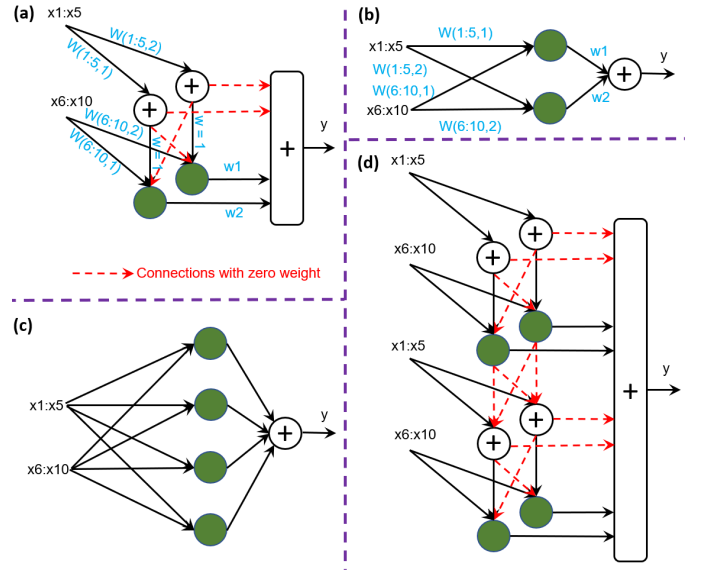 (a)
x1:x5
W(1:5,2)
W(1:5,1)
+
+
x6:x10
W(6:10,2)
W(6:10,1)
w = 1
w = 1
+
y
w1
w2
Connections with zero weight
(b)
x1:x5
W(1:5,1)
W(1:5,2)
W(6:10,1)
x6:x10
W(6:10,2)
w1
w2
+
y
(c)
x1:x5
x6:x10
+
y
(d)
x1:x5
+
+
x6:x10
x1:x5
+
+
x6:x10
+
y